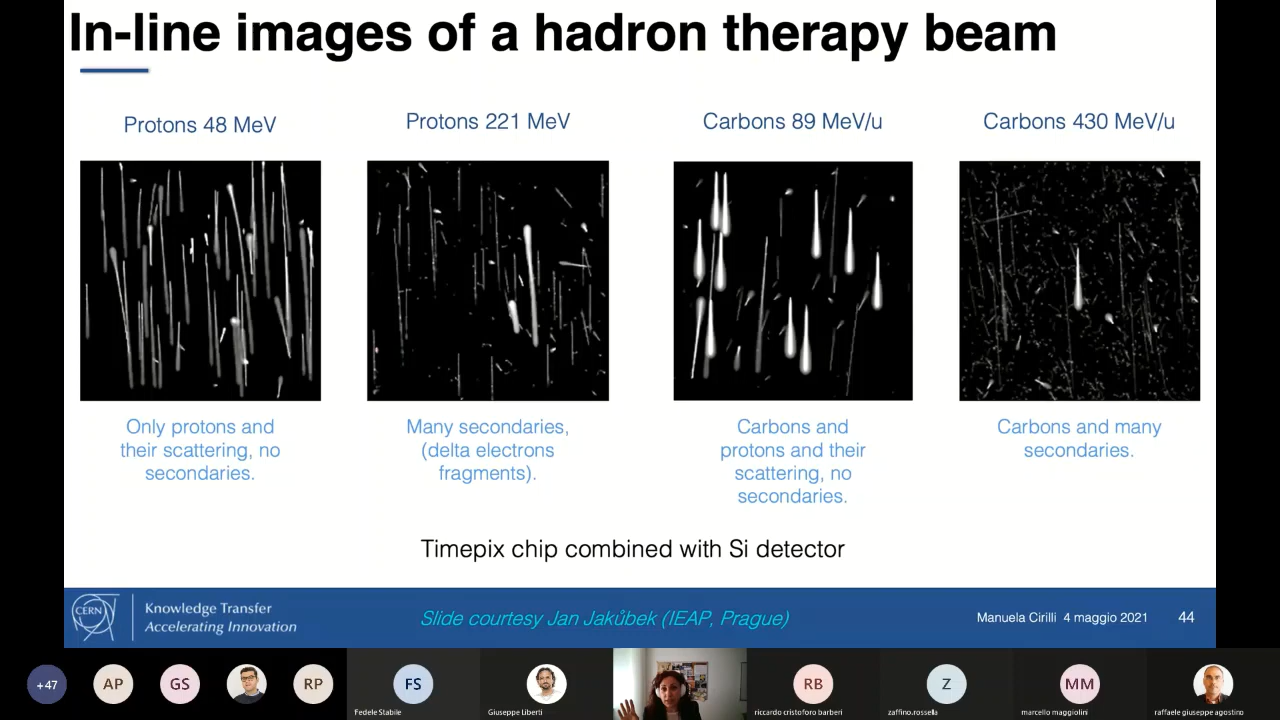 In-line images of a hadron therapy beam
Protons 48 MeV
Protons 221 MeV
Carbons 89 MeV/u
Carbons 430 MeV/u
Only protons and
their scattering, no
secondaries.
Many secondaries,
(delta electrons
fragments).
Carbons and
protons and their
scattering, no
secondaries.
Carbons and many
secondaries.
Timepix chip combined with Si detector
CERN
Knowledge Transfer
Accelerating Innovation
Slide courtesy Jan Jakůbek (IEAP, Prague)
Manuela Cirilli 4 maggio 2021
44
+47
AP
GS
RP
FS
Fedele Stabile
Giuseppe Liberti
RB
riccardo cristoforo barberi
Z
zaffino.rossella
MM
marcello maggiolini
raffaele giuseppe agostino